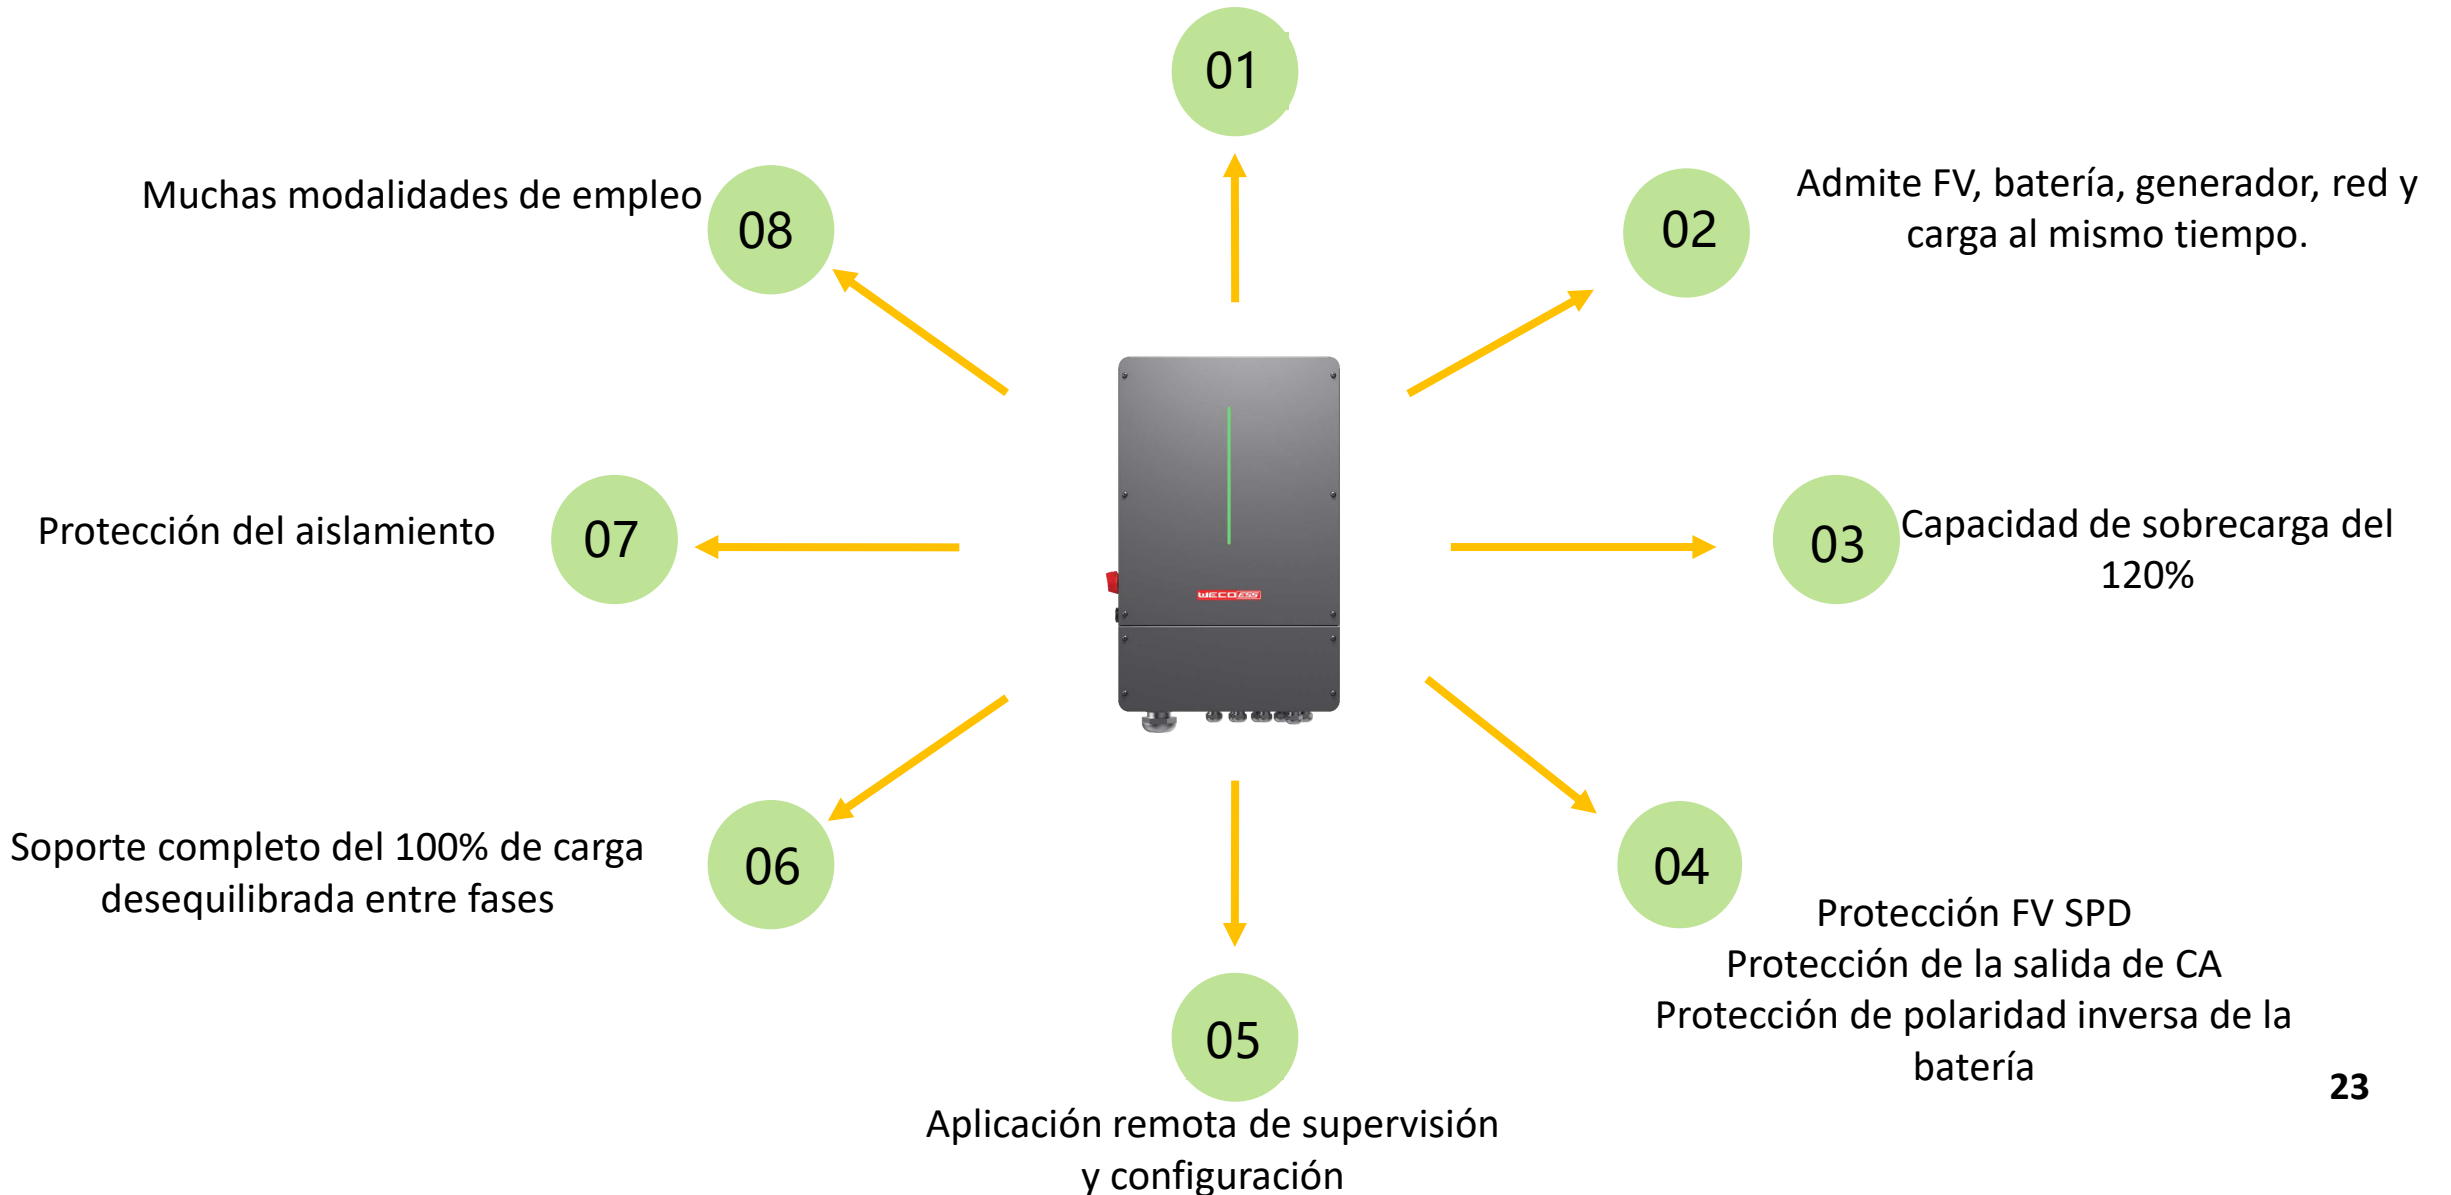 01
02
Admite FV, batería, generador, red y
carga al mismo tiempo.
03
Capacidad de sobrecarga del
120%
04
Protección FV SPD
Protección de la salida de CA
Protección de polaridad inversa de la
batería
05
Aplicación remota de supervisión
y configuración
06
Soporte completo del 100% de carga
desequilibrada entre fases
07
Protección del aislamiento
08
Muchas modalidades de empleo
WECO ESS
23